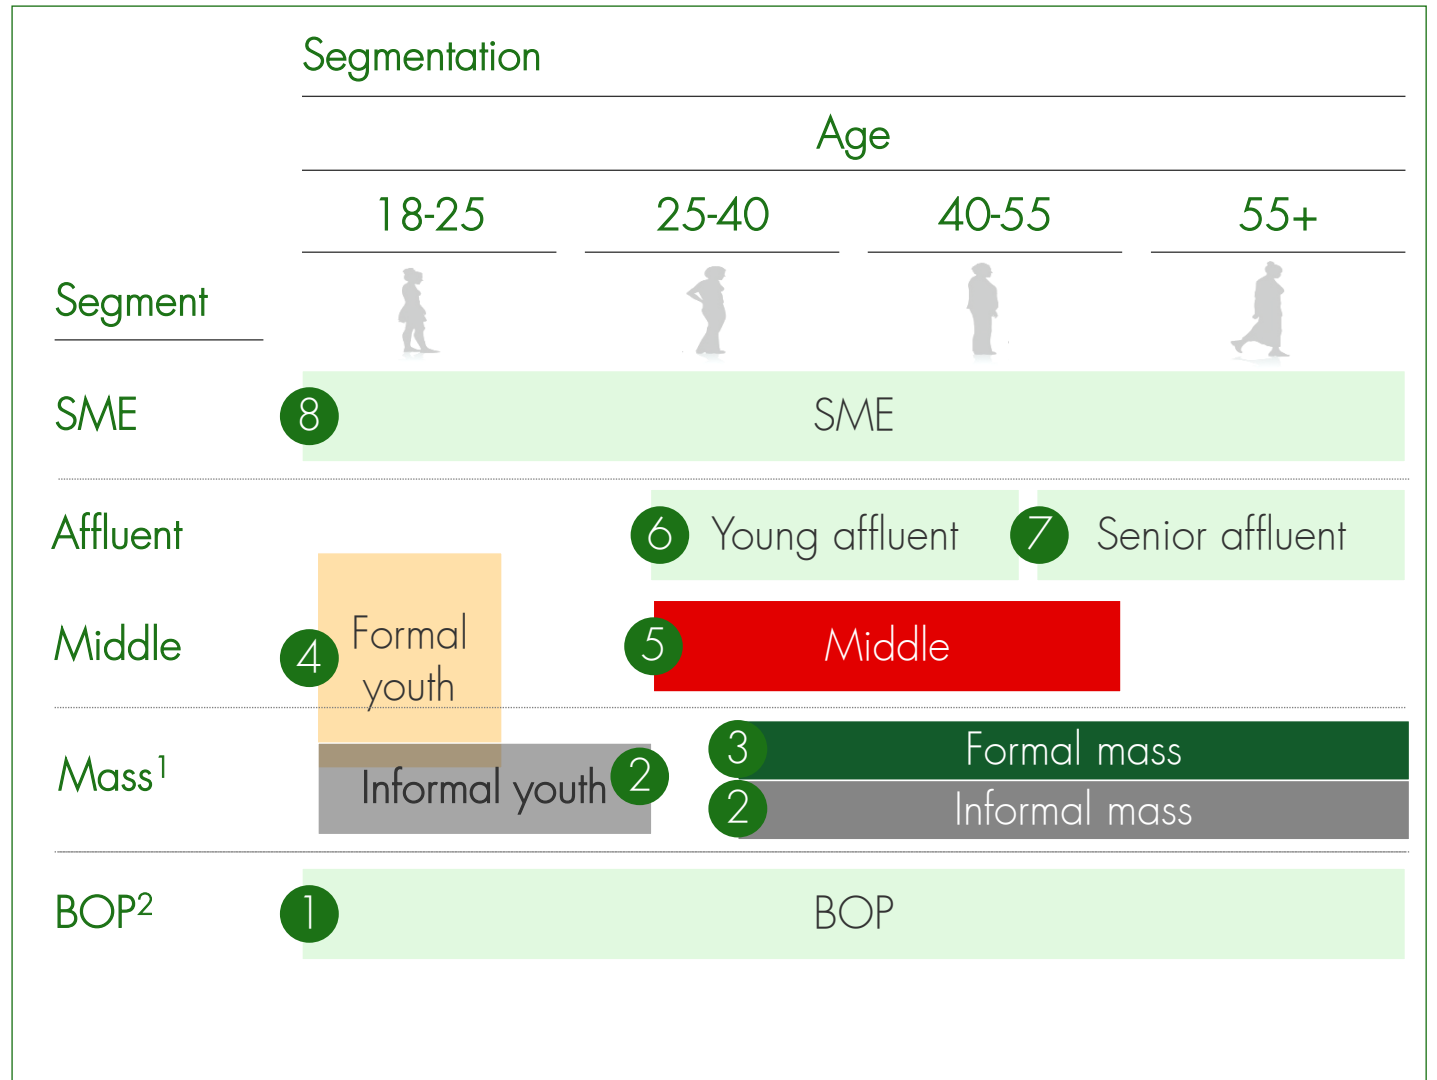 Segmentation
Age
18-25 25-40 40-55 55+
Segment
SME 8 SME
Affluent 6 Young affluent 7 Senior affluent
4 Formal
youth
Middle 5 Middle
Mass¹ 3 Formal mass
Informal youth 2 2 Informal mass
BOP² 1 BOP